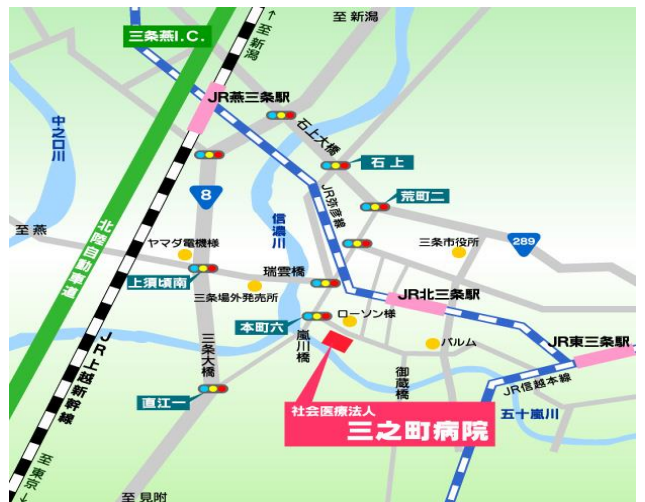 至 新潟
↑至 新潟
三条燕I.C.
JR燕三条駅
中之口川
石上大橋
石 上
8
荒町二
JR弥彦線
信濃川
至 燕
北陸自動車道
ヤマダ電機様
三条市役所
289
上須頃南
瑞雲橋
三条場外発売所
JR北三条駅
本町六
ローソン様
JR上越新幹線
三条大橋
嵐川橋
パルム
JR東三条駅
御蔵橋
直江一
JR信越本線
社会医療法人
三之町病院
五十嵐川
至 東京↓
至 見附